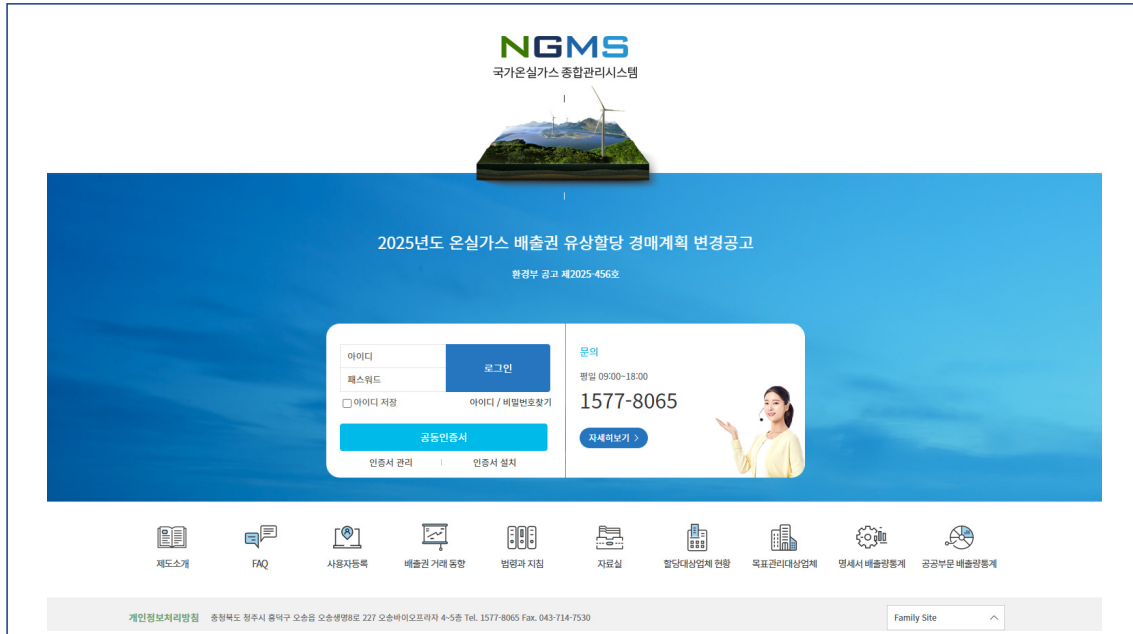 NGMS
국가온실가스 종합관리시스템
2025년도 온실가스 배출권 유상할당 경매계획 변경공고
환경부 공고 제2025-456호
아이디
패스워드
로그인
아이디 저장
아이디 / 비밀번호찾기
공동인증서
인증서 관리
인증서 설치
문의
평일 09:00~18:00
1577-8065
자세히보기 >
제도소개
FAQ
사용자등록
배출권 거래 동향
법령과 지침
자료실
할당대상업체 현황
목표관리대상업체
명세서 배출량통계
공공부문 배출량통계
개인정보처리방침 충청북도 청주시 흥덕구 오송읍 오송생명8로 227 오송바이오프라자 4~5층 Tel. 1577-8065 Fax. 043-714-7530
Family Site